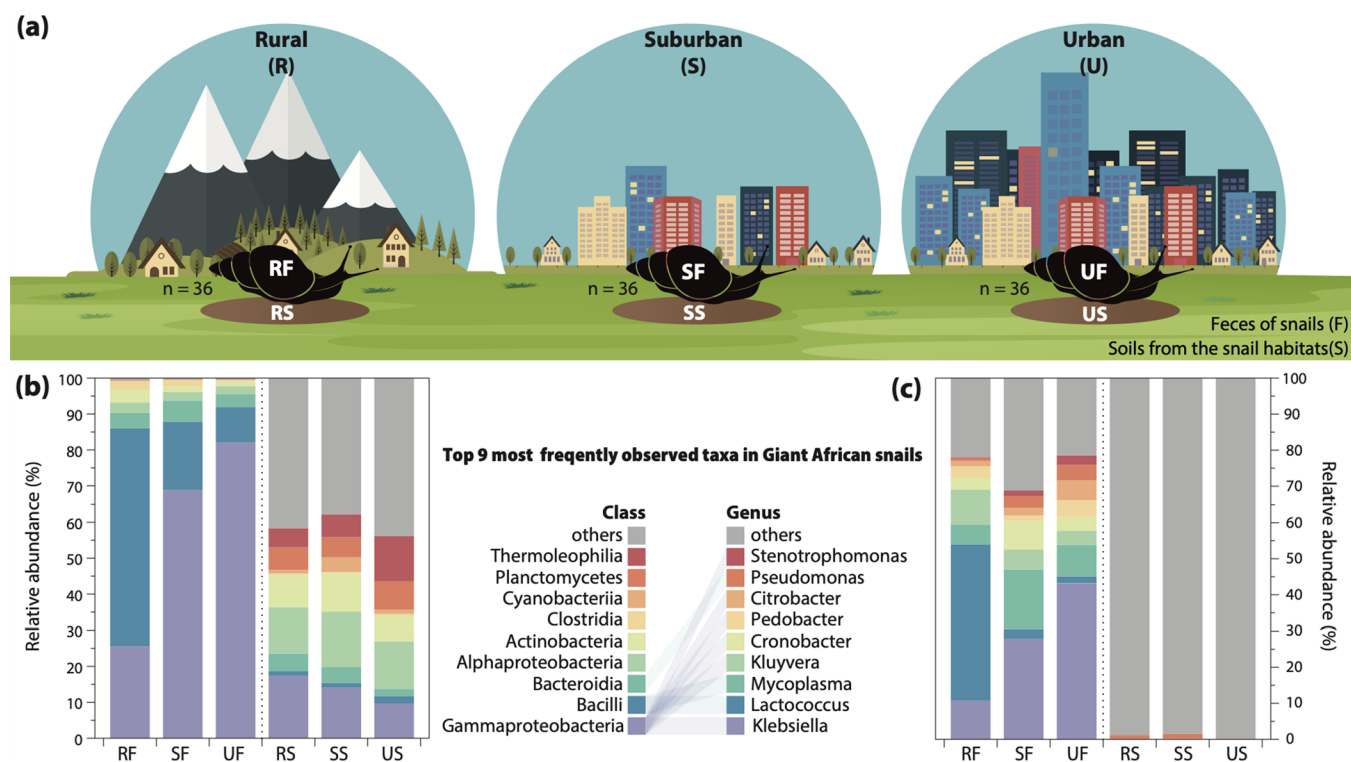 (a)
Rural
(R)
Suburban
(S)
Urban
(U)
RF
SF
UF
n = 36
n = 36
n = 36
RS
SS
US
Feces of snails (F)
Soils from the snail habitats(S)
(b)
100
90
80
70
60
50
40
30
20
10
0
Relative abundance (%)
RF SF UF RS SS US
Top 9 most freqently observed taxa in Giant African snails
Class Genus
others others
Thermoleophilia Stenotrophomonas
Planctomycetes Pseudomonas
Cyanobacteriia Citrobacter
Clostridia Pedobacter
Actinobacteria Cronobacter
Alphaproteobacteria Kluyvera
Bacteroidia Mycoplasma
Bacilli Lactococcus
Gammaproteobacteria Klebsiella
(c)
100
90
80
70
60
50
40
30
20
10
0
Relative abundance (%)
RF SF UF RS SS US